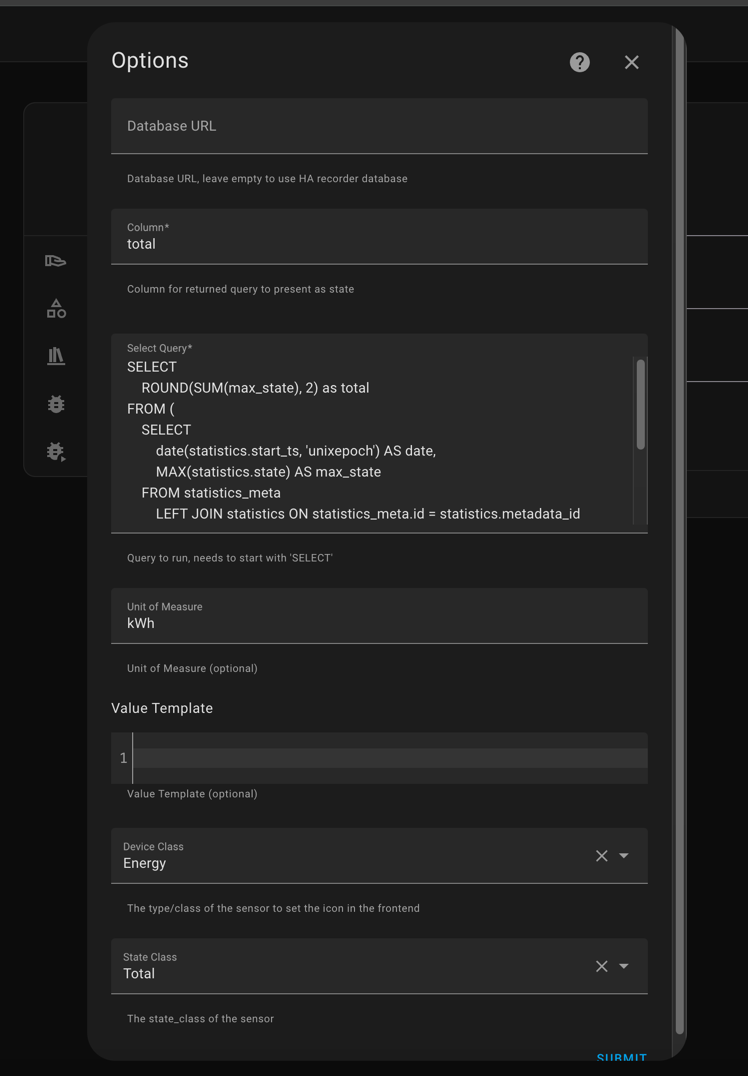 Options
Database URL
Database URL, leave empty to use HA recorder database
Column*
total
Column for returned query to present as state
Select Query*
SELECT
ROUND(SUM(max_state), 2) as total
FROM (
SELECT
date(statistics.start_ts, 'unixepoch') AS date,
MAX(statistics.state) AS max_state
FROM statistics_meta
LEFT JOIN statistics ON statistics_meta.id = statistics.metadata_id
Query to run, needs to start with 'SELECT'
Unit of Measure
kWh
Unit of Measure (optional)
Value Template
1
Value Template (optional)
Device Class
Energy
The type/class of the sensor to set the icon in the frontend
State Class
Total
The state_class of the sensor
SUBMIT